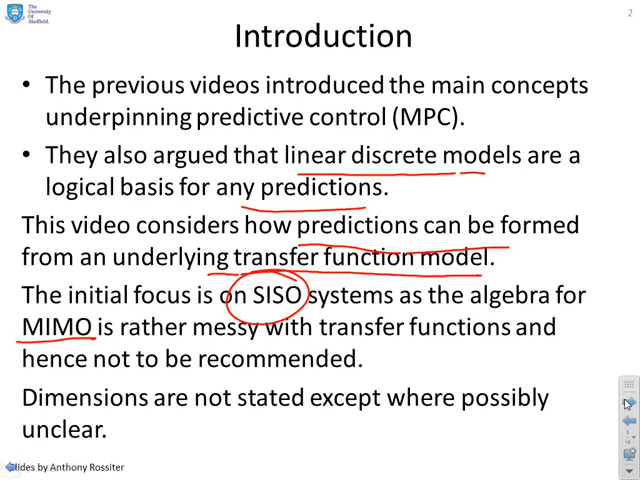 The
University
Of
Sheffield.
2
Introduction
• The previous videos introduced the main concepts
underpinning predictive control (MPC).
• They also argued that linear discrete models are a
logical basis for any predictions.
This video considers how predictions can be formed
from an underlying transfer function model.
The initial focus is on SISO systems as the algebra for
MIMO is rather messy with transfer functions and
hence not to be recommended.
Dimensions are not stated except where possibly
unclear.
Slides by Anthony Rossiter